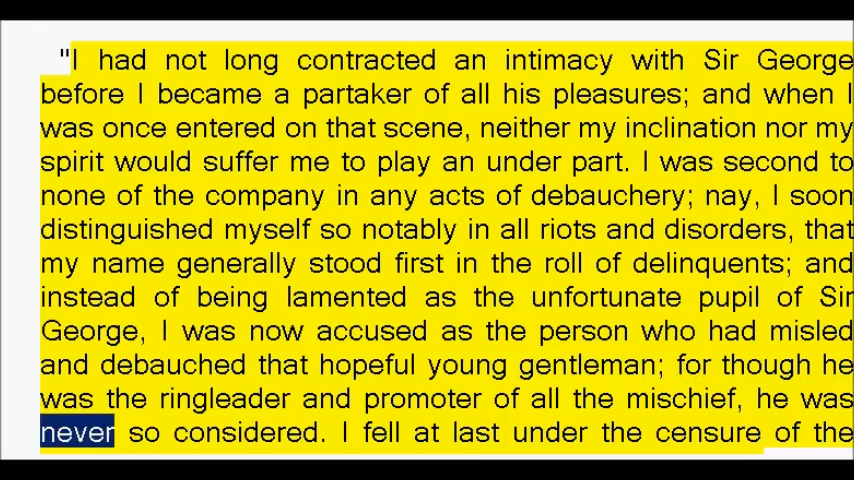 "I had not long contracted an intimacy with Sir George
before I became a partaker of all his pleasures; and when I
was once entered on that scene, neither my inclination nor my
spirit would suffer me to play an under part. I was second to
none of the company in any acts of debauchery; nay, I soon
distinguished myself so notably in all riots and disorders, that
my name generally stood first in the roll of delinquents; and
instead of being lamented as the unfortunate pupil of Sir
George, I was now accused as the person who had misled
and debauched that hopeful young gentleman; for though he
was the ringleader and promoter of all the mischief, he was
never so considered. I fell at last under the censure of the